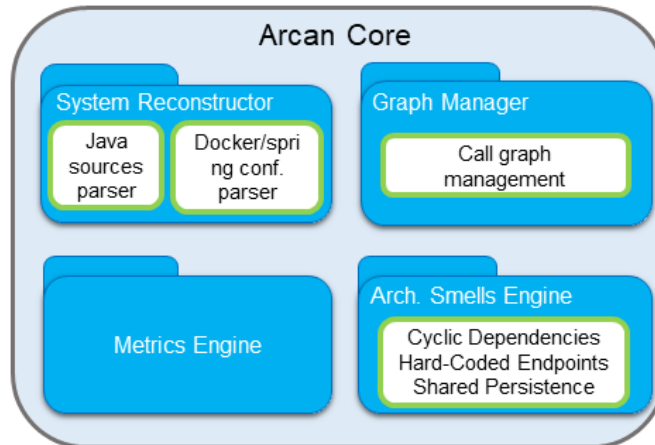 Arcan Core
System Reconstructor
Java
sources
parser
Docker/spri
ng conf.
parser
Graph Manager
Call graph
management
Metrics Engine
Arch. Smells Engine
Cyclic Dependencies
Hard-Coded Endpoints
Shared Persistence